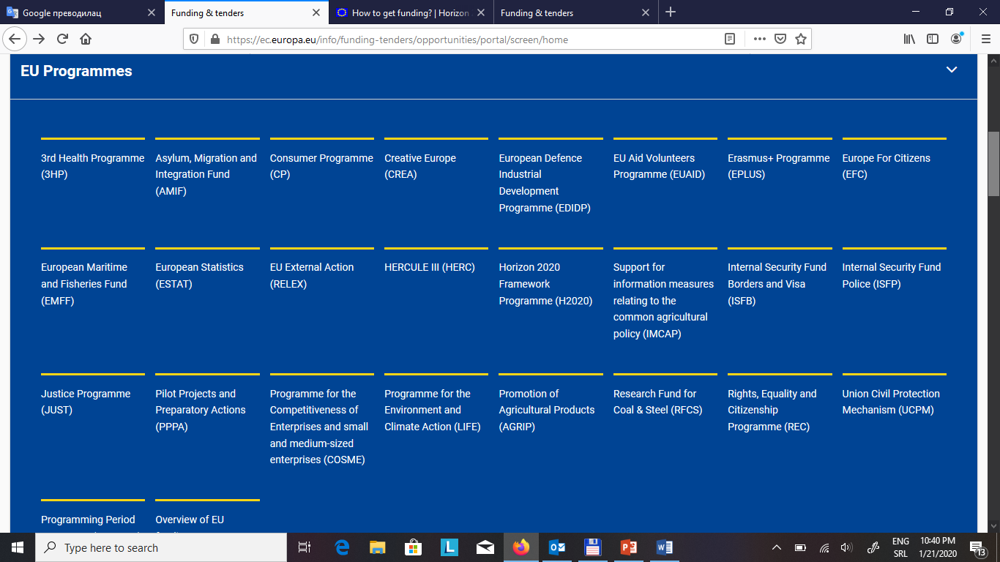 Google преводилац
Funding & tenders
How to get funding? | Horizon
Funding & tenders
https://ec.europa.eu/info/funding-tenders/opportunities/portal/screen/home
EU Programmes
3rd Health Programme
(3HP)
Asylum, Migration and
Integration Fund
(AMIF)
Consumer Programme
(CP)
Creative Europe
(CREA)
European Defence
Industrial
Development
Programme (EDIDP)
EU Aid Volunteers
Programme (EUAID)
Erasmus+ Programme
(EPLUS)
Europe For Citizens
(EFC)
European Maritime
and Fisheries Fund
(EMFF)
European Statistics
(ESTAT)
EU External Action
(RELEX)
HERCULE III (HERC)
Horizon 2020
Framework
Programme (H2020)
Support for
information measures
relating to the
common agricultural
policy (IMCAP)
Internal Security Fund
Borders and Visa
(ISFB)
Internal Security Fund
Police (ISFP)
Justice Programme
(JUST)
Pilot Projects and
Preparatory Actions
(PPPA)
Programme for the
Competitiveness of
Enterprises and small
and medium-sized
enterprises (COSME)
Programme for the
Environment and
Climate Action (LIFE)
Promotion of
Agricultural Products
(AGRIP)
Research Fund for
Coal & Steel (RFCS)
Rights, Equality and
Citizenship
Programme (REC)
Union Civil Protection
Mechanism (UCPM)
Programming Period
Overview of EU
Type here to search
ENG
SRL
10:40 PM
1/21/2020
13